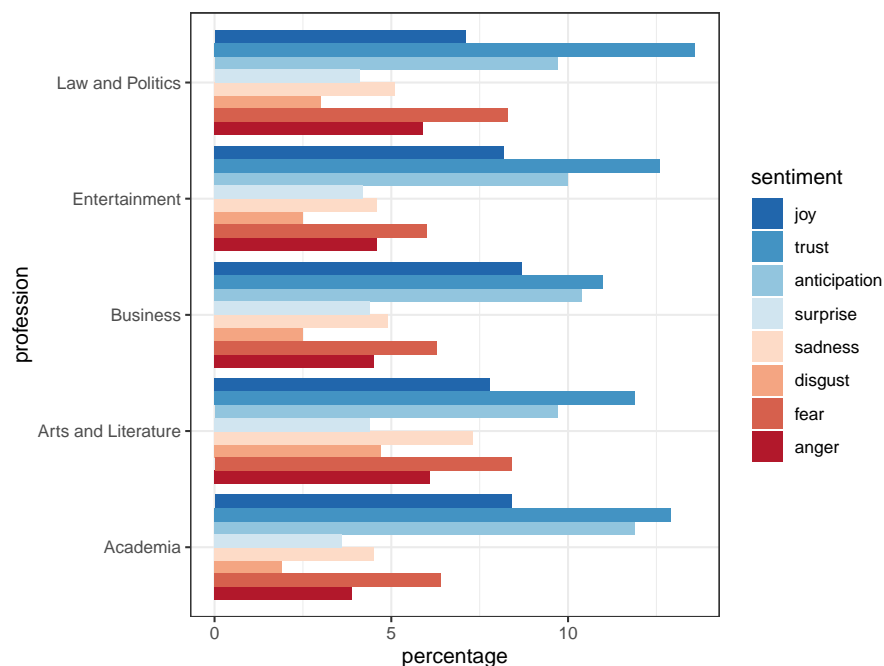 Law and Politics
Entertainment
Business
Arts and Literature
Academia
profession
0
5
10
percentage
sentiment
joy
trust
anticipation
surprise
sadness
disgust
fear
anger